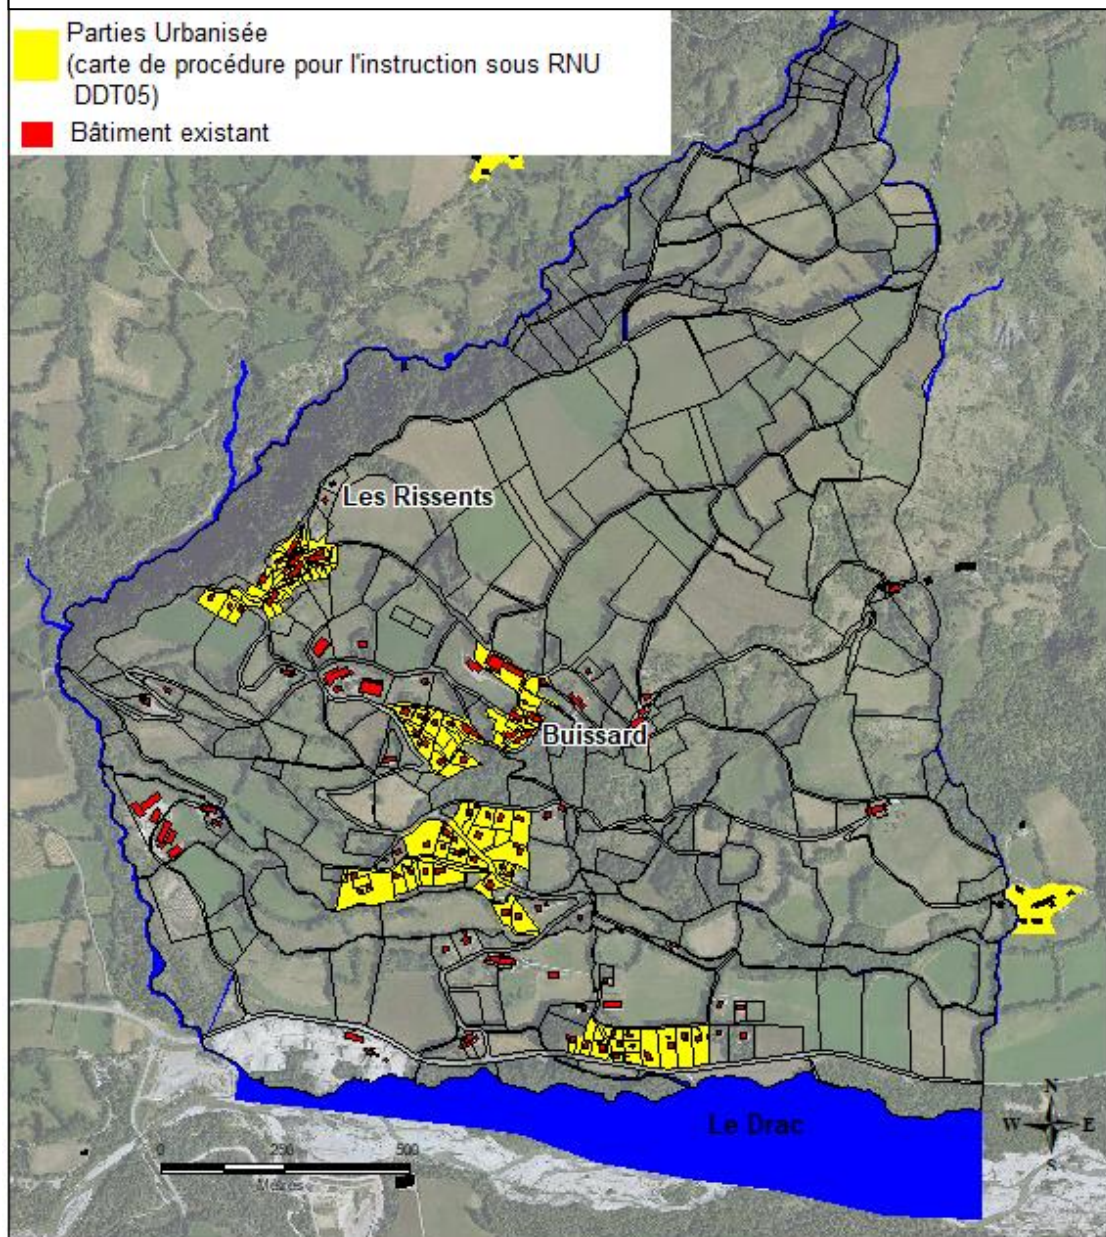 Parties Urbanisée
(carte de procédure pour l'instruction sous RNU
DDT05)
Bâtiment existant
Les Rissents
Buissard
Le Drac
N
W E
S
0 250 500
Mètres